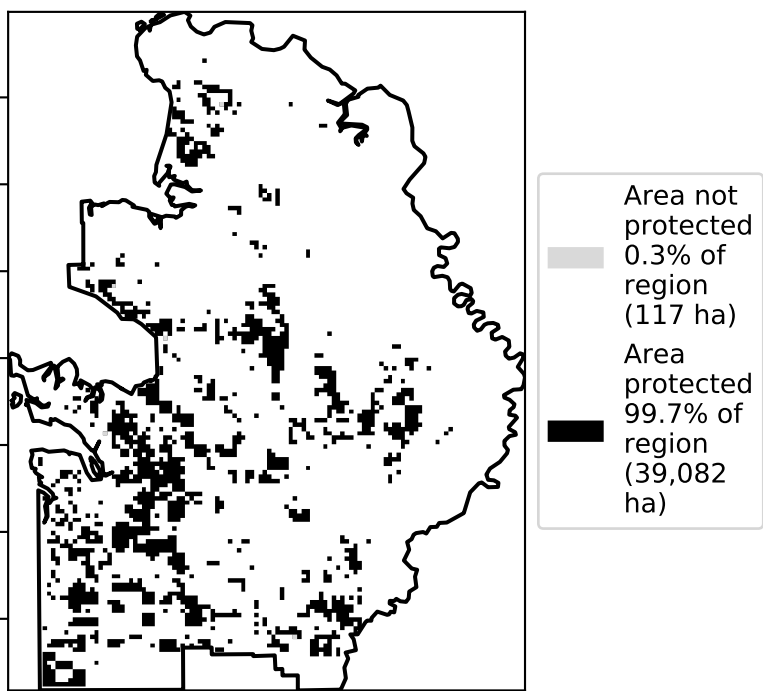 Area not
protected
0.3% of
region
(117 ha)
Area
protected
99.7% of
region
(39,082
ha)